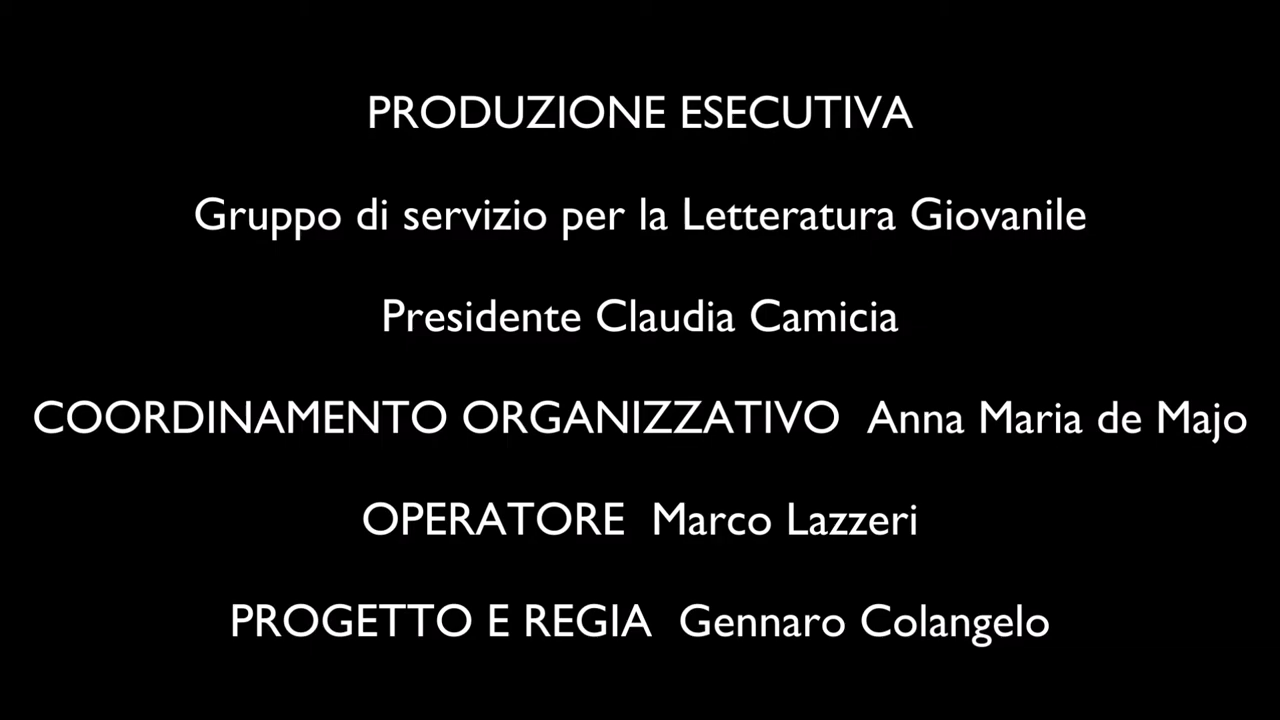 PRODUZIONE ESECUTIVA
Gruppo di servizio per la Letteratura Giovanile
Presidente Claudia Camicia
COORDINAMENTO ORGANIZZATIVO  Anna Maria de Majo
OPERATORE  Marco Lazzeri
PROGETTO E REGIA  Gennaro Colangelo